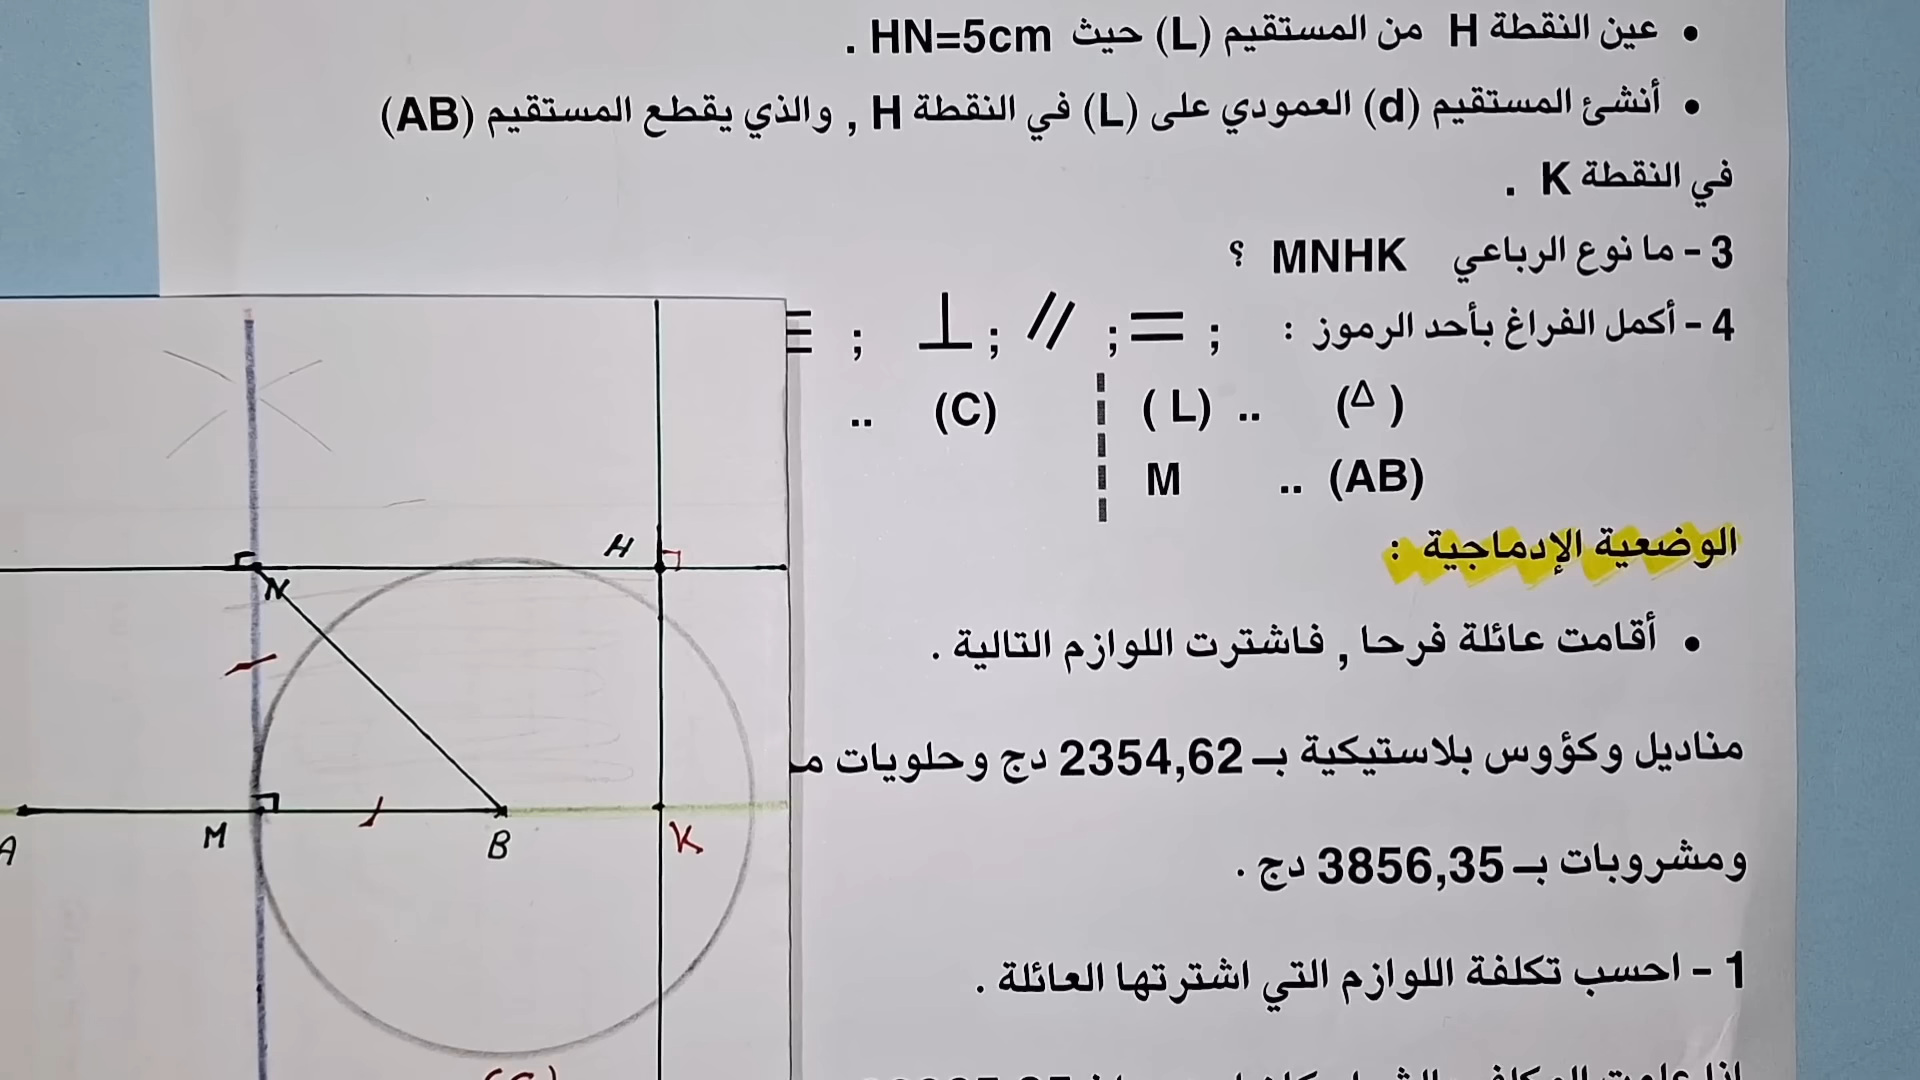 • عين النقطة H من المستقيم (L) حيث HN=5cm .
• أنشئ المستقيم (d) العمودي على (L) في النقطة H , والذي يقطع المستقيم (AB)
في النقطة K .
3 - ما نوع الرباعي MNHK ؟
4 - أكمل الفراغ بأحد الرموز : ; = ; // ; ⊥ ;
(Δ) .. (L) (C) ..
(AB) .. M
الوضعية الإدماجية :
• أقامت عائلة فرحا , فاشترت اللوازم التالية .
مناديل وكؤوس بلاستيكية بـ 2354,62 دج وحلويات
ومشروبات بـ 3856,35 دج .
1 - احسب تكلفة اللوازم التي اشترتها العائلة .
H
N
A
M
B
K